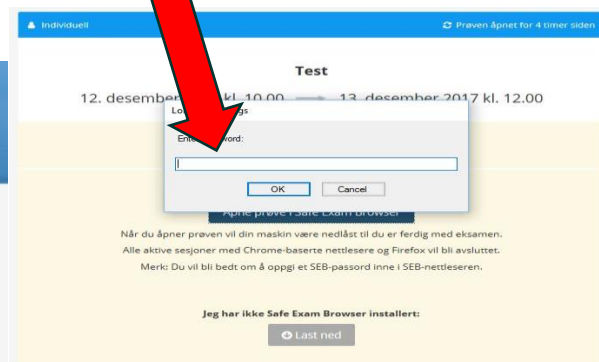 Individuell
Prøven åpnet for 4 timer siden
Test
12. desember kl. 10.00 → 13. desember 2017 kl. 12.00
OK
Cancel
Åpne prøve i Safe Exam Browser
Når du åpner prøven vil din maskin være nedlåst til du er ferdig med eksamen.
Alle aktive sesjoner med Chrome-baserte nettlesere og Firefox vil bli avsluttet.
Merk: Du vil bli bedt om å oppgi et SEB-passord inne i SEB-nettleseren.
Jeg har ikke Safe Exam Browser installert:
Last ned